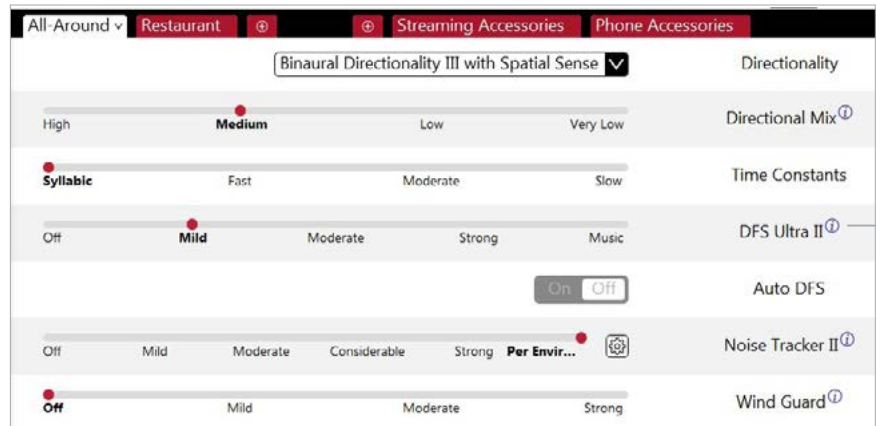 All-Around Restaurant Streaming Accessories Phone Accessories
Binaural Directionality III with Spatial Sense Directionality
High Medium Low Very Low Directional Mix
Syllabic Fast Moderate Slow Time Constants
Off Mild Moderate Strong Music DFS Ultra II
On Off Auto DFS
Off Mild Moderate Considerable Strong Per Envir... Noise Tracker II
Off Mild Moderate Strong Wind Guard